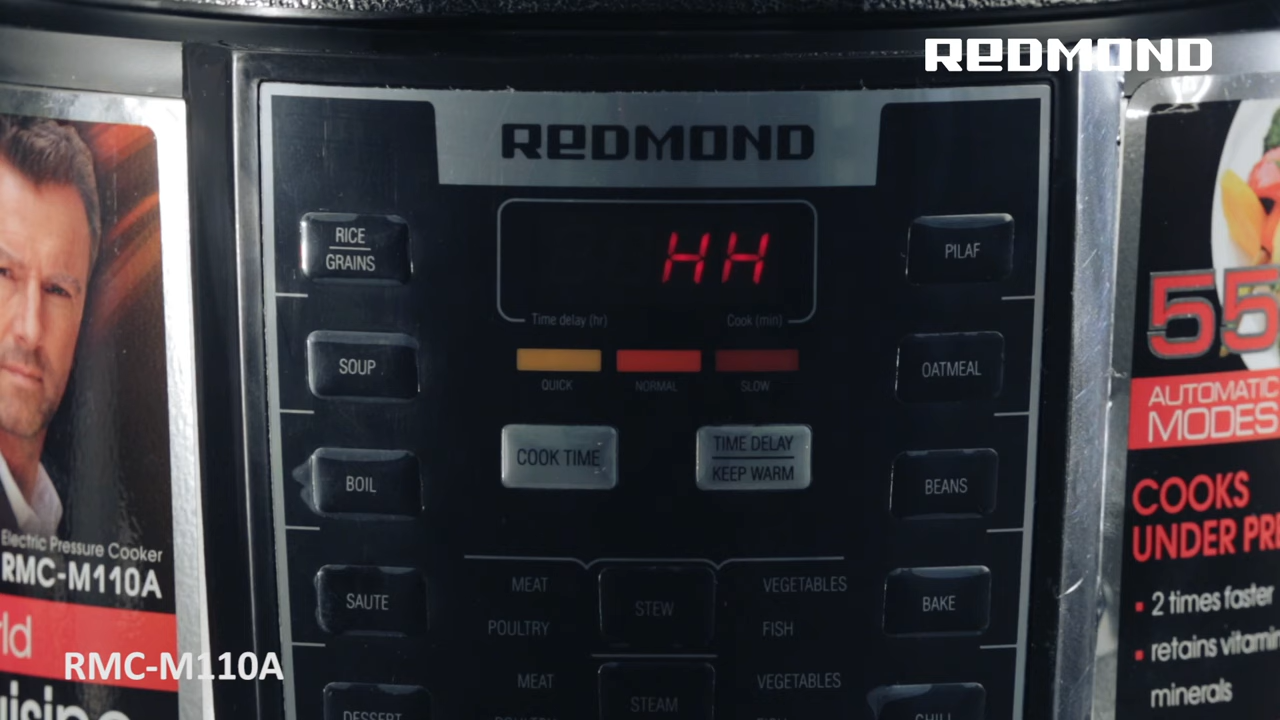 REDMOND
REDMOND
RICE
GRAINS
HH
PILAF
Time delay (hr)
Cook (min)
SOUP
QUICK
NORMAL
SLOW
OATMEAL
COOK TIME
TIME DELAY
KEEP WARM
BOIL
BEANS
SAUTE
MEAT
POULTRY
STEW
VEGETABLES
FISH
BAKE
MEAT
STEAM
VEGETABLES
DESSERT
CHILI
Electric Pressure Cooker
RMC-M110A
RMC-M110A
55
AUTOMATIC
MODES
COOKS
UNDER
2 times faster
retains
minerals